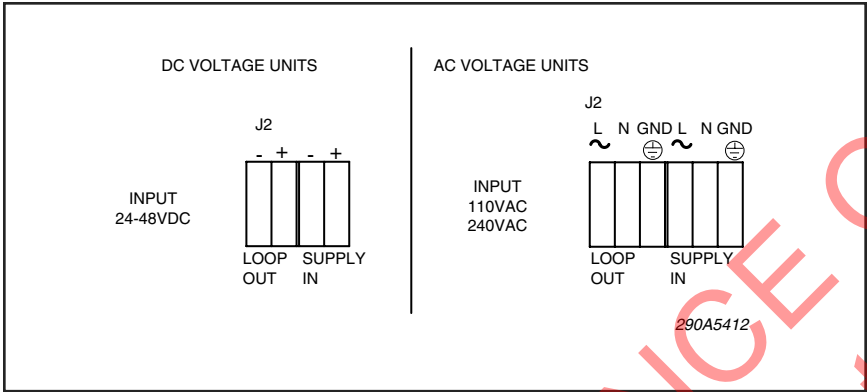 DC VOLTAGE UNITS
J2
- + - +
INPUT
24-48VDC
LOOP OUT
SUPPLY IN
AC VOLTAGE UNITS
J2
L N GND L N GND
INPUT
110VAC
240VAC
LOOP OUT
SUPPLY IN
290A5412
NCE